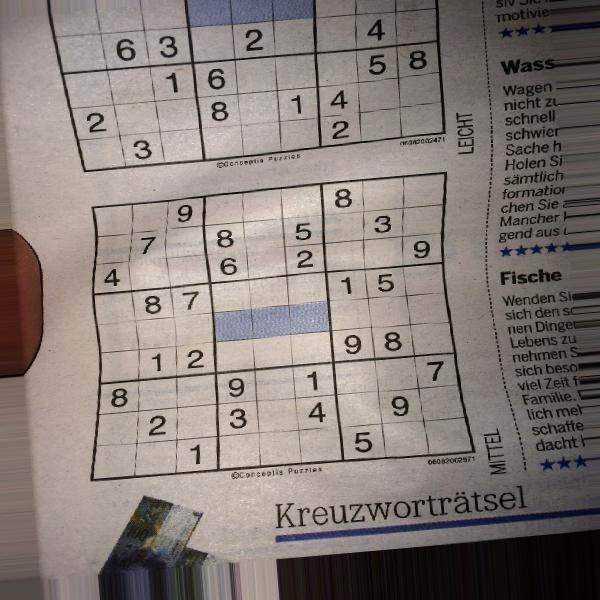 6 3 2 4
1 6 5 8
2 8 1 4
3 2
©Conceptis Puzzles 06082002471
LEICHT
9 8
7 8 5 3
4 6 2 9
8 7 1 5
1 2 9 8
8 9 1 7
2 3 4 9
1 5
©Conceptis Puzzles 06082002571
MITTEL
Kreuzworträtsel
motivie
★★★
Wass
Wagen
nicht zu
schnell
schwier
Sache h
Holen Si
sämtlich
formation
chen Sie
Mancher
gend aus
★★★★★
Fische
Wenden Si
sich den s
nen Dinge
Lebens zu
nehmen S
sich beso
viel Zeit f
Familie.
lich mel
schaffe
dacht
★★★